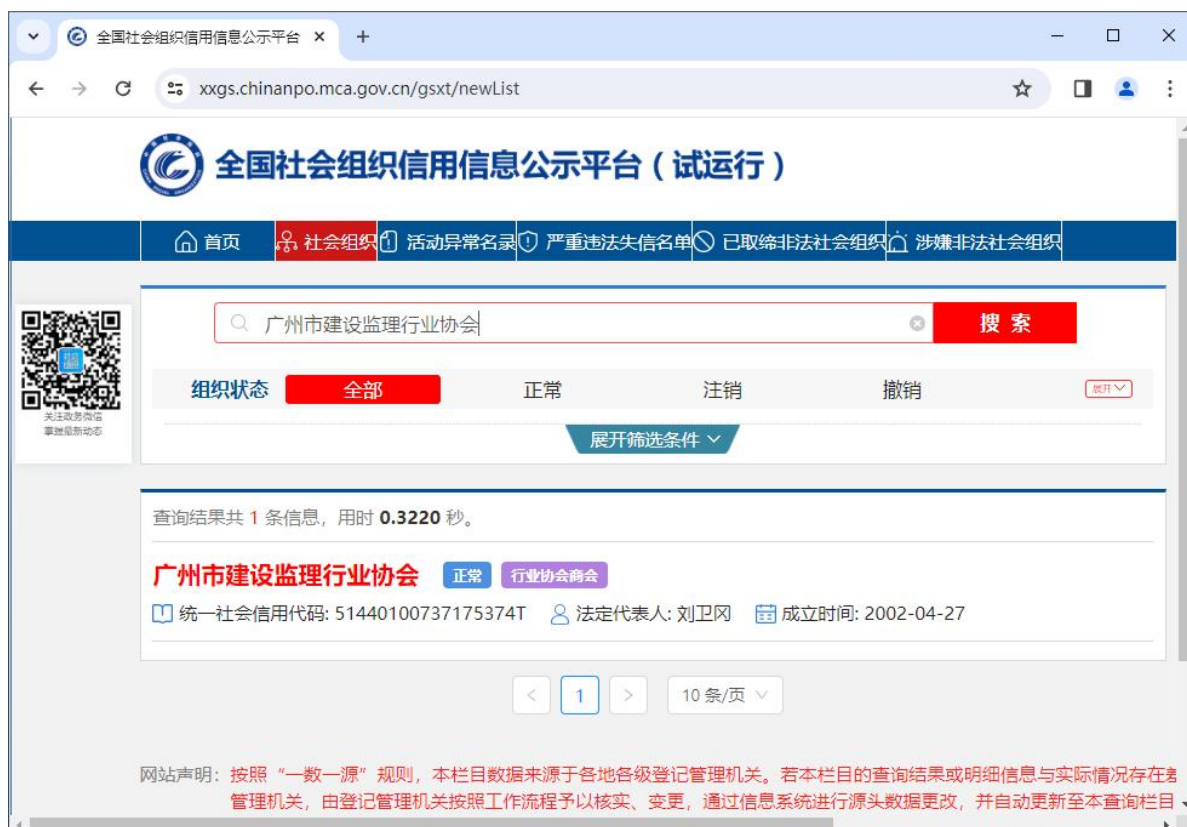 全国社会组织信用信息公示平台
xxgs.chinanpo.mca.gov.cn/gsxt/newList
全国社会组织信用信息公示平台（试运行）
首页 社会组织 活动异常名录 严重违法失信名单 已取缔非法社会组织 涉嫌非法社会组织
广州市建设监理行业协会 搜索
关注政务微信
掌握最新动态
组织状态 全部 正常 注销 撤销 展开
展开筛选条件
查询结果共 1 条信息，用时 0.3220 秒。
广州市建设监理行业协会 正常 行业协会商会
统一社会信用代码: 51440100737175374T 法定代表人: 刘卫冈 成立时间: 2002-04-27
< 1 > 10 条/页
网站声明：按照“一数一源”规则，本栏目数据来源于各地各级登记管理机关。若本栏目的查询结果或明细信息与实际情况存在差
管理机关，由登记管理机关按照工作流程予以核实、变更，通过信息系统进行源头数据更改，并自动更新至本查询栏目